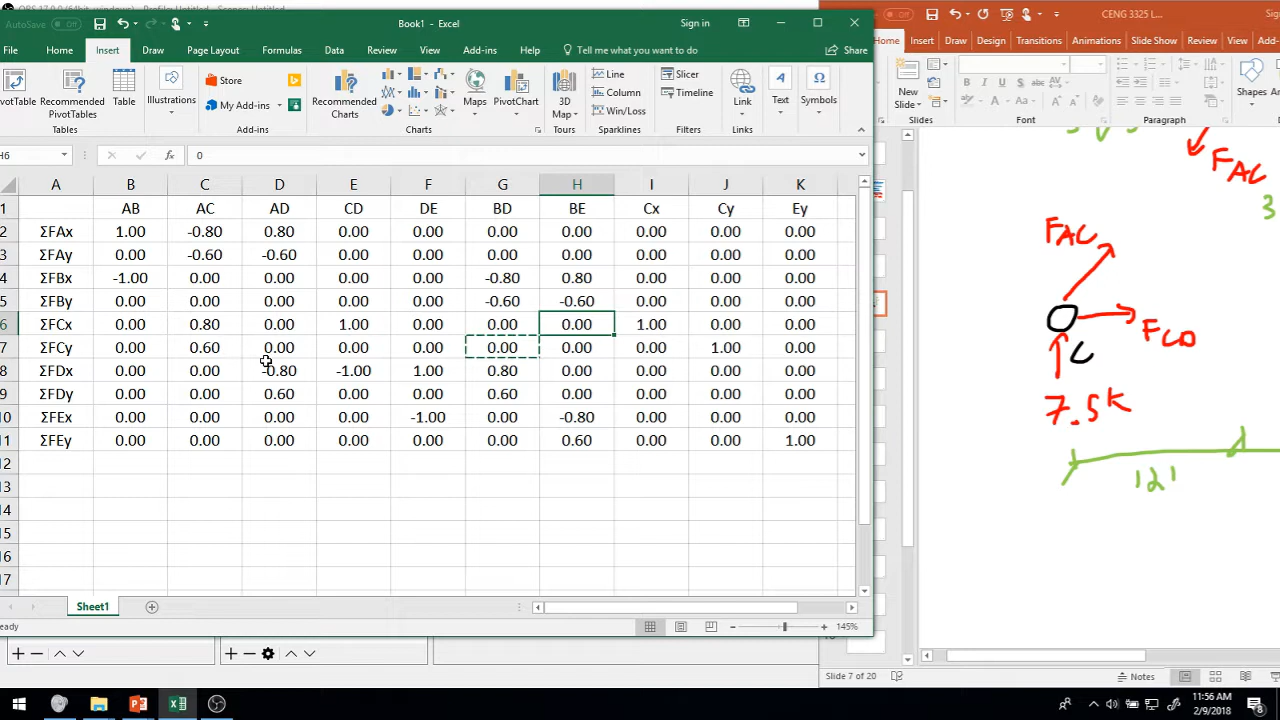 AutoSave
Book1 - Excel
Sign in
CENG 3325 L...
File Home Insert Draw Page Layout Formulas Data Review View Add-ins Help Tell me what you want to do Share
Home Insert Draw Design Transitions Animations Slide Show Review View Add
PivotTable
Recommended PivotTables
Table
Illustrations
Store
My Add-ins
Recommended Charts
Maps
PivotChart
3D Map
Line
Column
Win/Loss
Slicer
Timeline
Link
Text
Symbols
Tables
Add-ins
Charts
Tours
Sparklines
Filters
Links
New Slide
Shapes
Slides
Font
Paragraph
H6
fx
0
A B C D E F G H I J K
1 AB AC AD CD DE BD BE Cx Cy Ey
2 ΣFAx 1.00 -0.80 0.80 0.00 0.00 0.00 0.00 0.00 0.00 0.00
3 ΣFAy 0.00 -0.60 -0.60 0.00 0.00 0.00 0.00 0.00 0.00 0.00
4 ΣFBx -1.00 0.00 0.00 0.00 0.00 -0.80 0.80 0.00 0.00 0.00
5 ΣFBy 0.00 0.00 0.00 0.00 0.00 -0.60 -0.60 0.00 0.00 0.00
6 ΣFCx 0.00 0.80 0.00 1.00 0.00 0.00 0.00 1.00 0.00 0.00
7 ΣFCy 0.00 0.60 0.00 0.00 0.00 0.00 0.00 0.00 1.00 0.00
8 ΣFDx 0.00 0.00 -0.80 -1.00 1.00 0.80 0.00 0.00 0.00 0.00
9 ΣFDy 0.00 0.00 0.60 0.00 0.00 0.60 0.00 0.00 0.00 0.00
10 ΣFEx 0.00 0.00 0.00 0.00 -1.00 0.00 -0.80 0.00 0.00 0.00
11 ΣFEy 0.00 0.00 0.00 0.00 0.00 0.00 0.60 0.00 0.00 1.00
12
13
14
15
16
17
FAC
3
FAC
FCD
C
7.5K
12'
Sheet1
Ready
145%
Slide 7 of 20
Notes
11:56 AM
2/9/2018
8